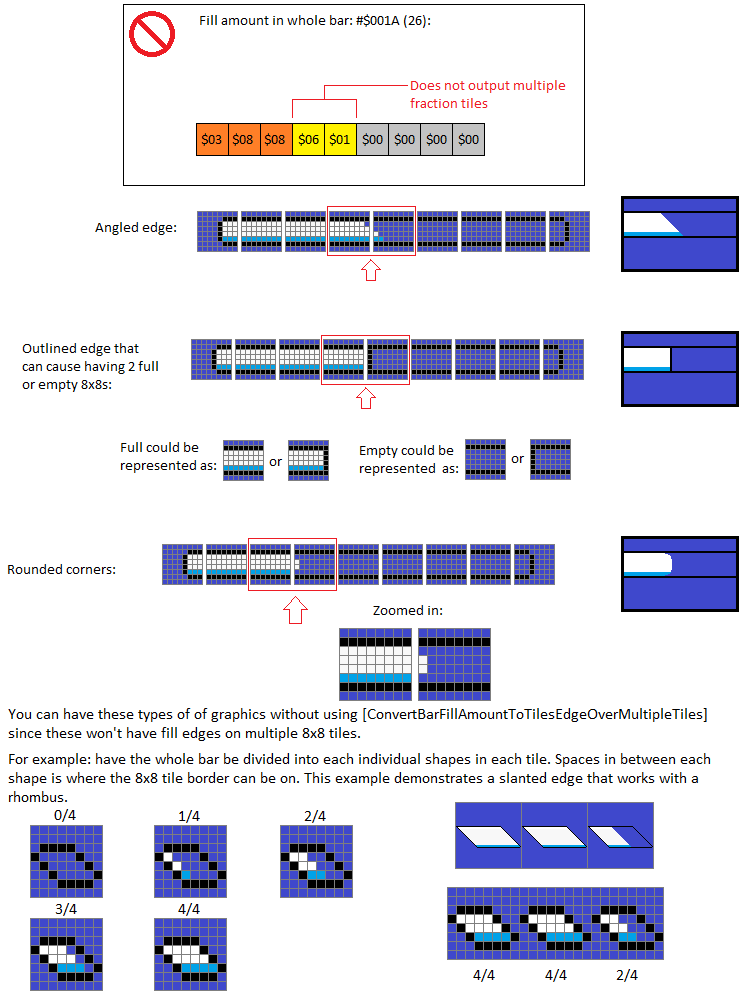 Fill amount in whole bar: #$001A (26):
Does not output multiple
fraction tiles
$03 $08 $08 $06 $01 $00 $00 $00 $00
Angled edge:
Outlined edge that
can cause having 2 full
or empty 8x8s:
Full could be
represented as:
or
Empty could be
represented as:
or
Rounded corners:
Zoomed in:
You can have these types of of graphics without using [ConvertBarFillAmountToTilesEdgeOverMultipleTiles]
since these won't have fill edges on multiple 8x8 tiles.
For example: have the whole bar be divided into each individual shapes in each tile. Spaces in between each
shape is where the 8x8 tile border can be on. This example demonstrates a slanted edge that works with a
rhombus.
0/4 1/4 2/4
3/4 4/4
4/4 4/4 2/4